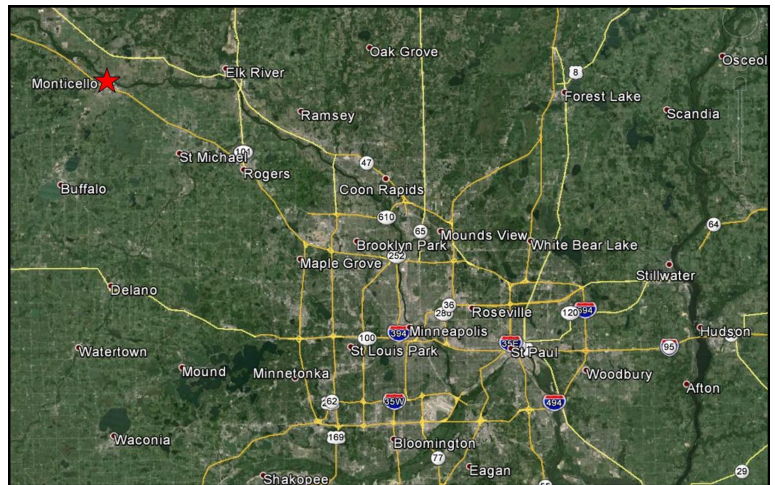 Oak Grove
Osceol
Elk River
8
Monticello
Forest Lake
Scandia
Ramsey
101
47
St Michael
Rogers
Buffalo
Coon Rapids
610
65
64
Mounds View
Brooklyn Park
White Bear Lake
252
Maple Grove
Stillwater
Delano
36
280
Roseville
120
694
394
Minneapolis
Hudson
100
35E
95
St Louis Park
St Paul
Watertown
Mound
Minnetonka
Woodbury
Afton
62
35W
494
Waconia
169
Bloomington
77
Eagan
29
Shakopee